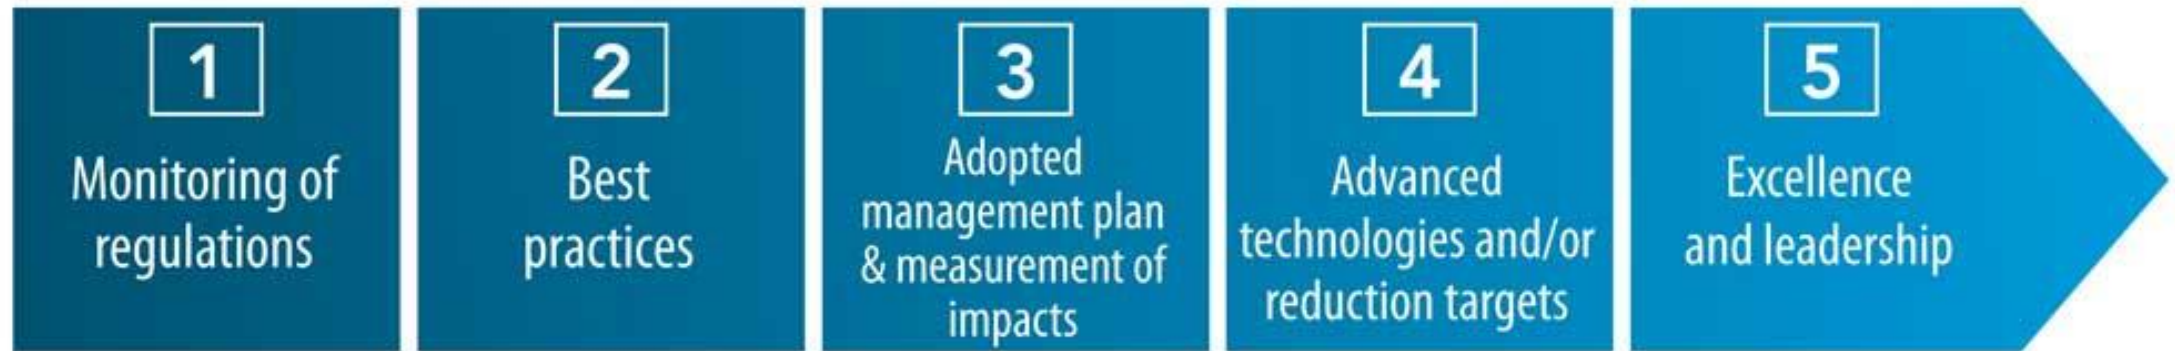 1
Monitoring of
regulations
2
Best
practices
3
Adopted
management plan
& measurement of
impacts
4
Advanced
technologies and/or
reduction targets
5
Excellence
and leadership